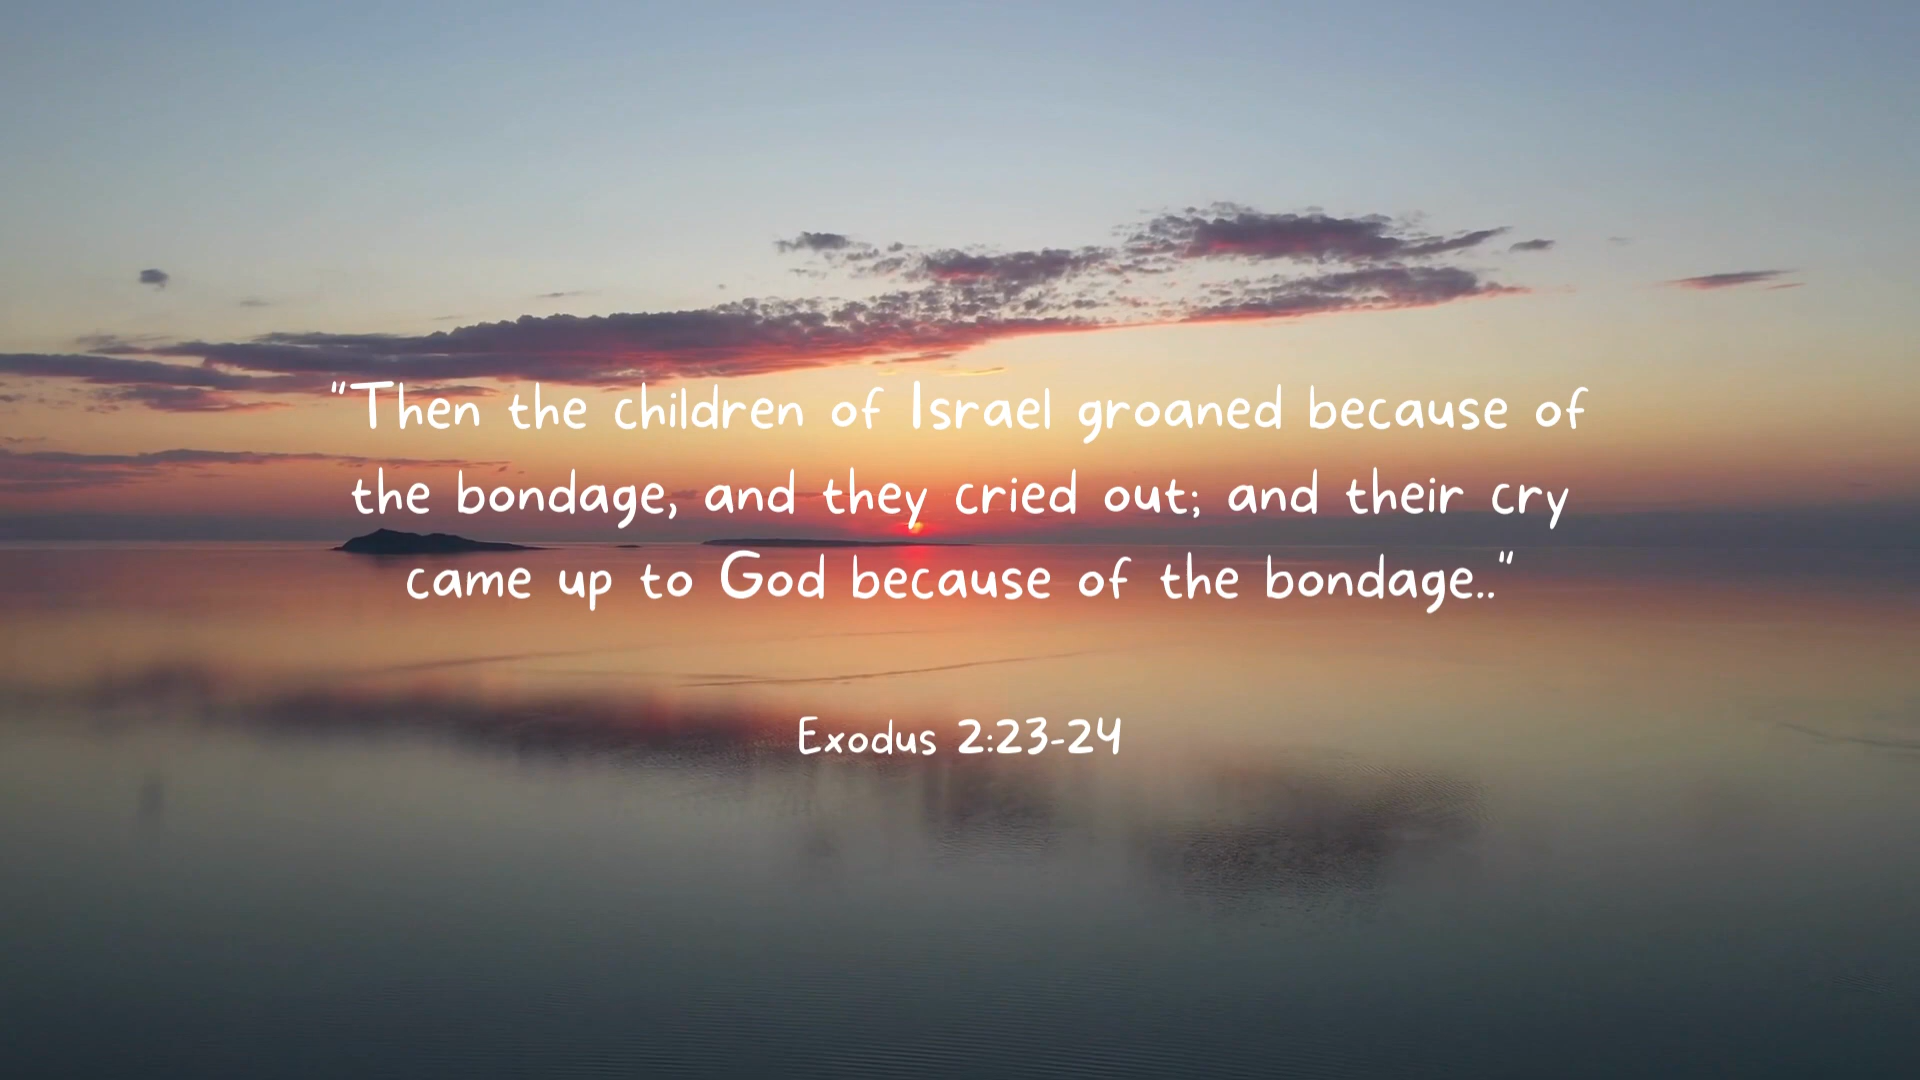 "Then the children of Israel groaned because of
the bondage, and they cried out; and their cry
came up to God because of the bondage.."
Exodus 2:23-24